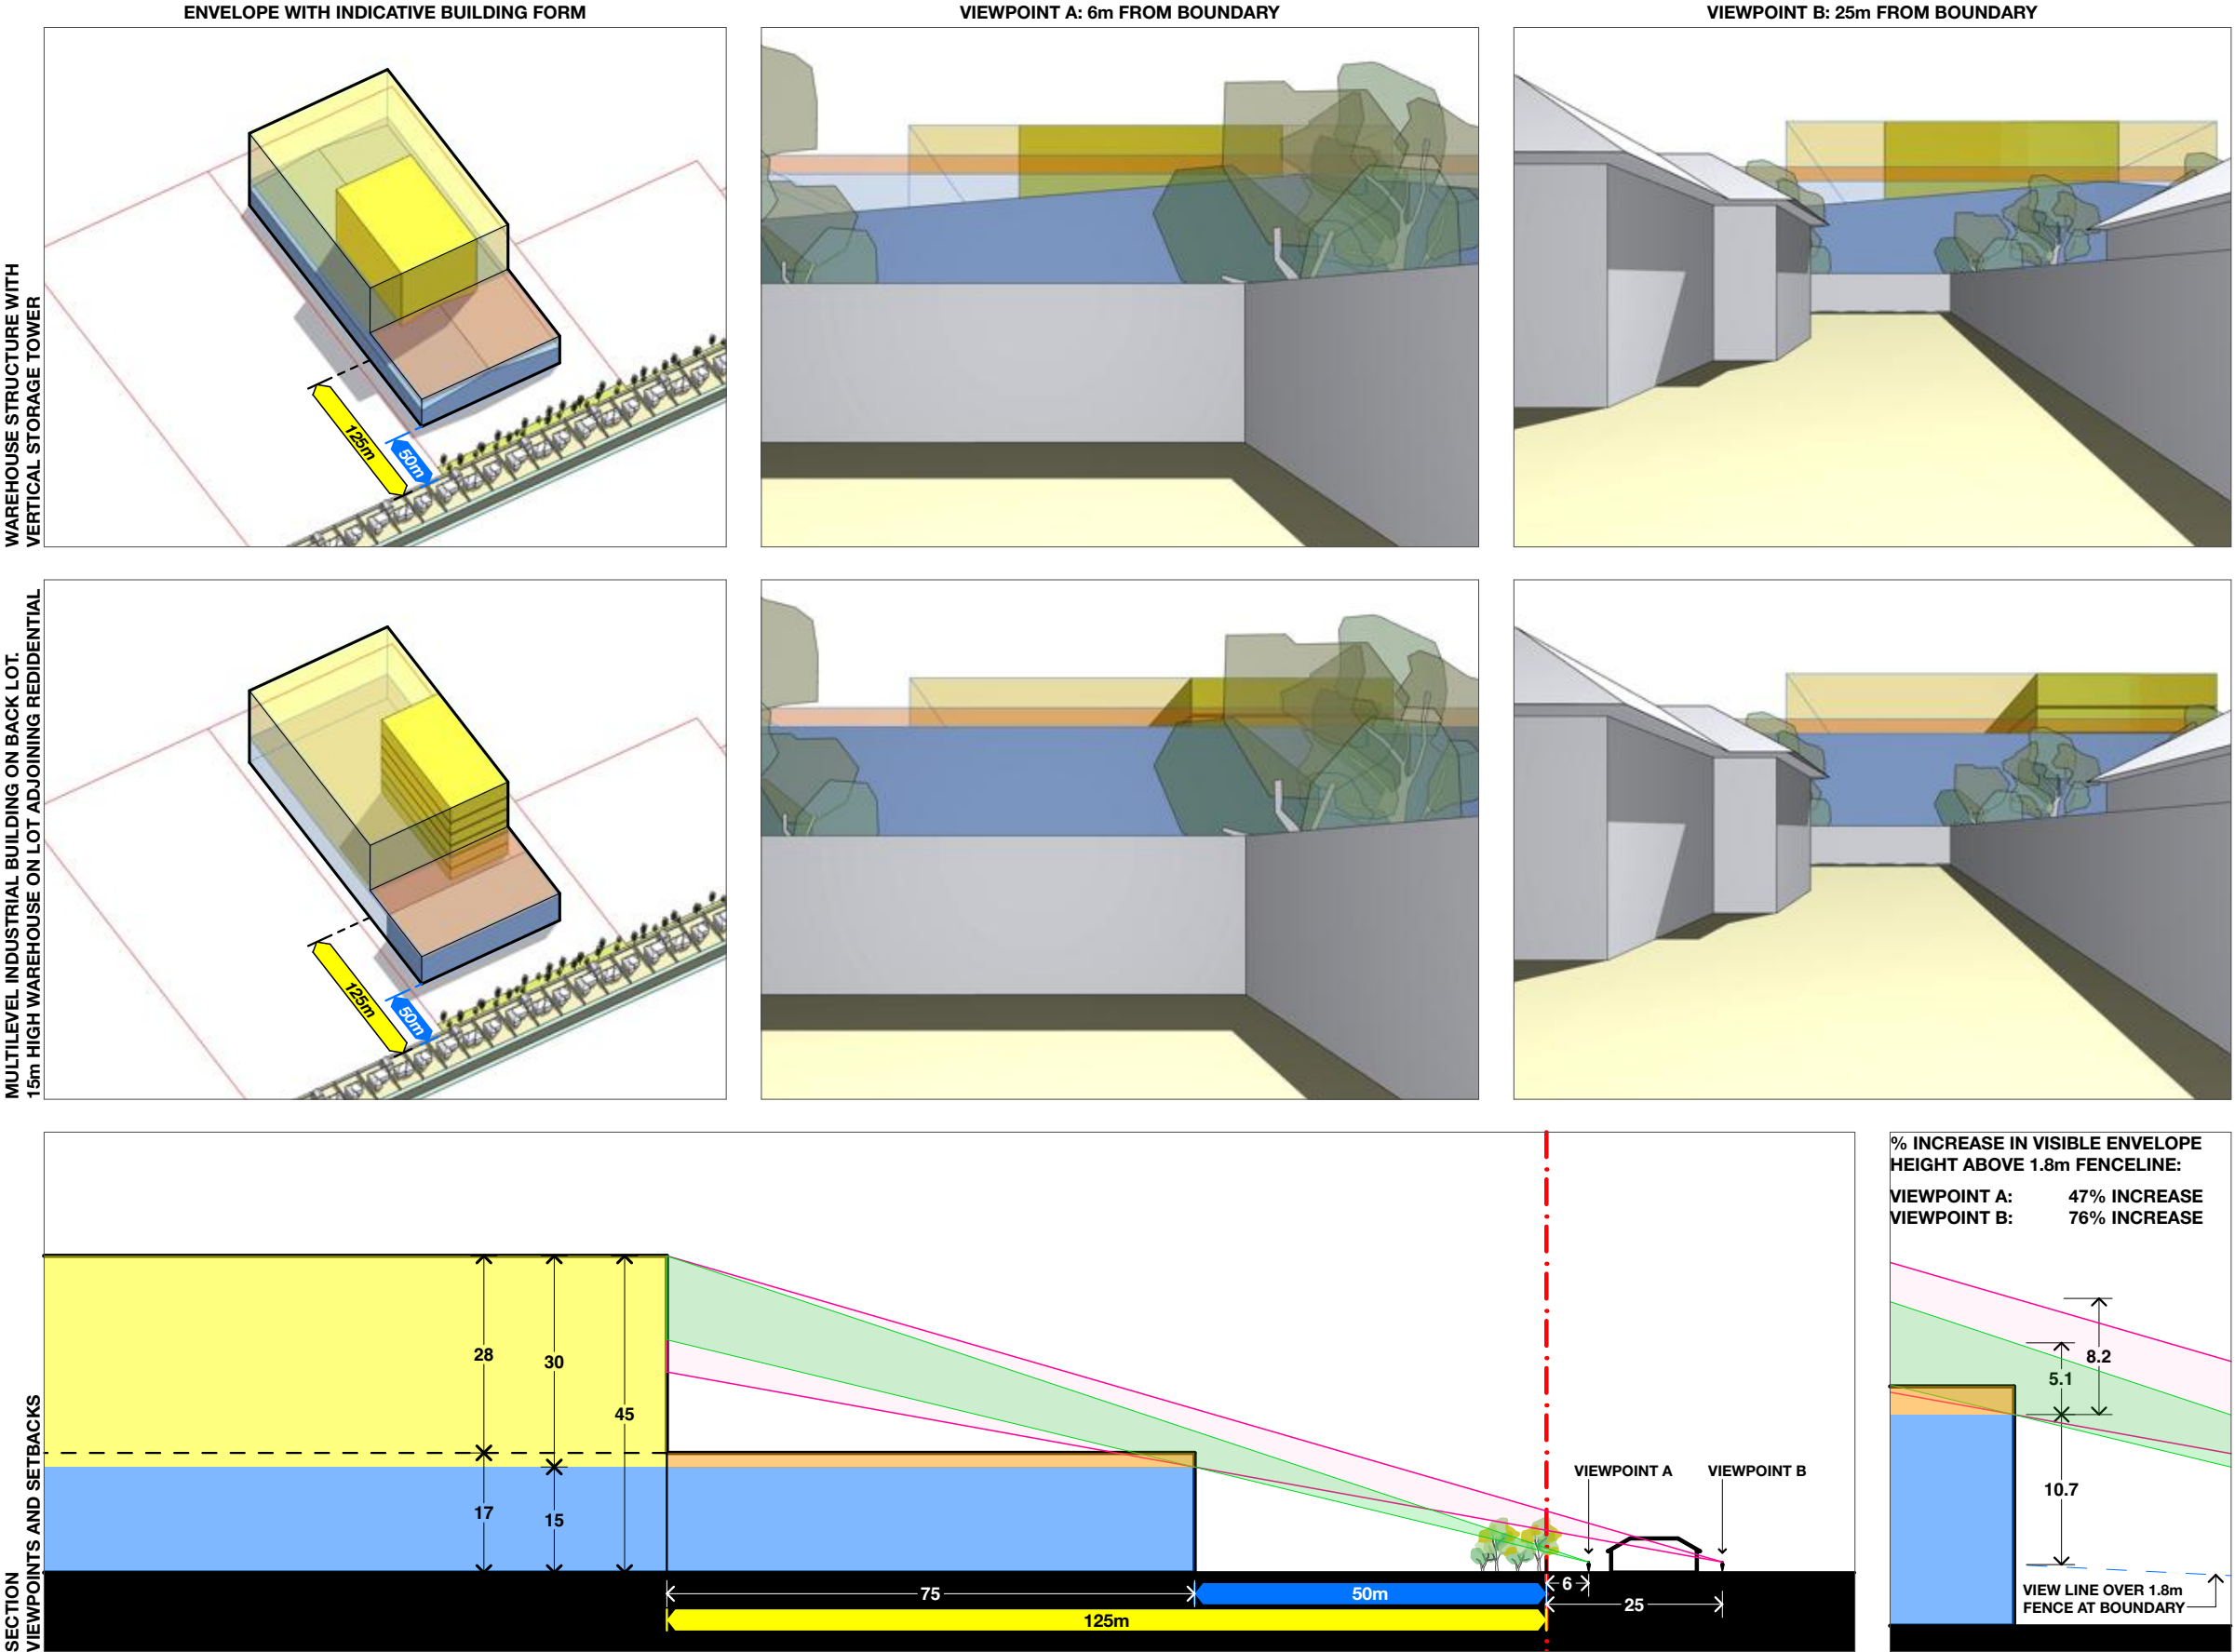 ENVELOPE WITH INDICATIVE BUILDING FORM
VIEWPOINT A: 6m FROM BOUNDARY
VIEWPOINT B: 25m FROM BOUNDARY
WAREHOUSE STRUCTURE WITH
VERTICAL STORAGE TOWER
125m
50m
MULTILEVEL INDUSTRIAL BUILDING ON BACK LOT.
15m HIGH WAREHOUSE ON LOT ADJOINING REDIDENTIAL
125m
50m
SECTION
VIEWPOINTS AND SETBACKS
28
30
45
17
15
75
50m
125m
6
25
VIEWPOINT A
VIEWPOINT B
% INCREASE IN VISIBLE ENVELOPE
HEIGHT ABOVE 1.8m FENCELINE:
VIEWPOINT A: 47% INCREASE
VIEWPOINT B: 76% INCREASE
8.2
5.1
10.7
VIEW LINE OVER 1.8m
FENCE AT BOUNDARY